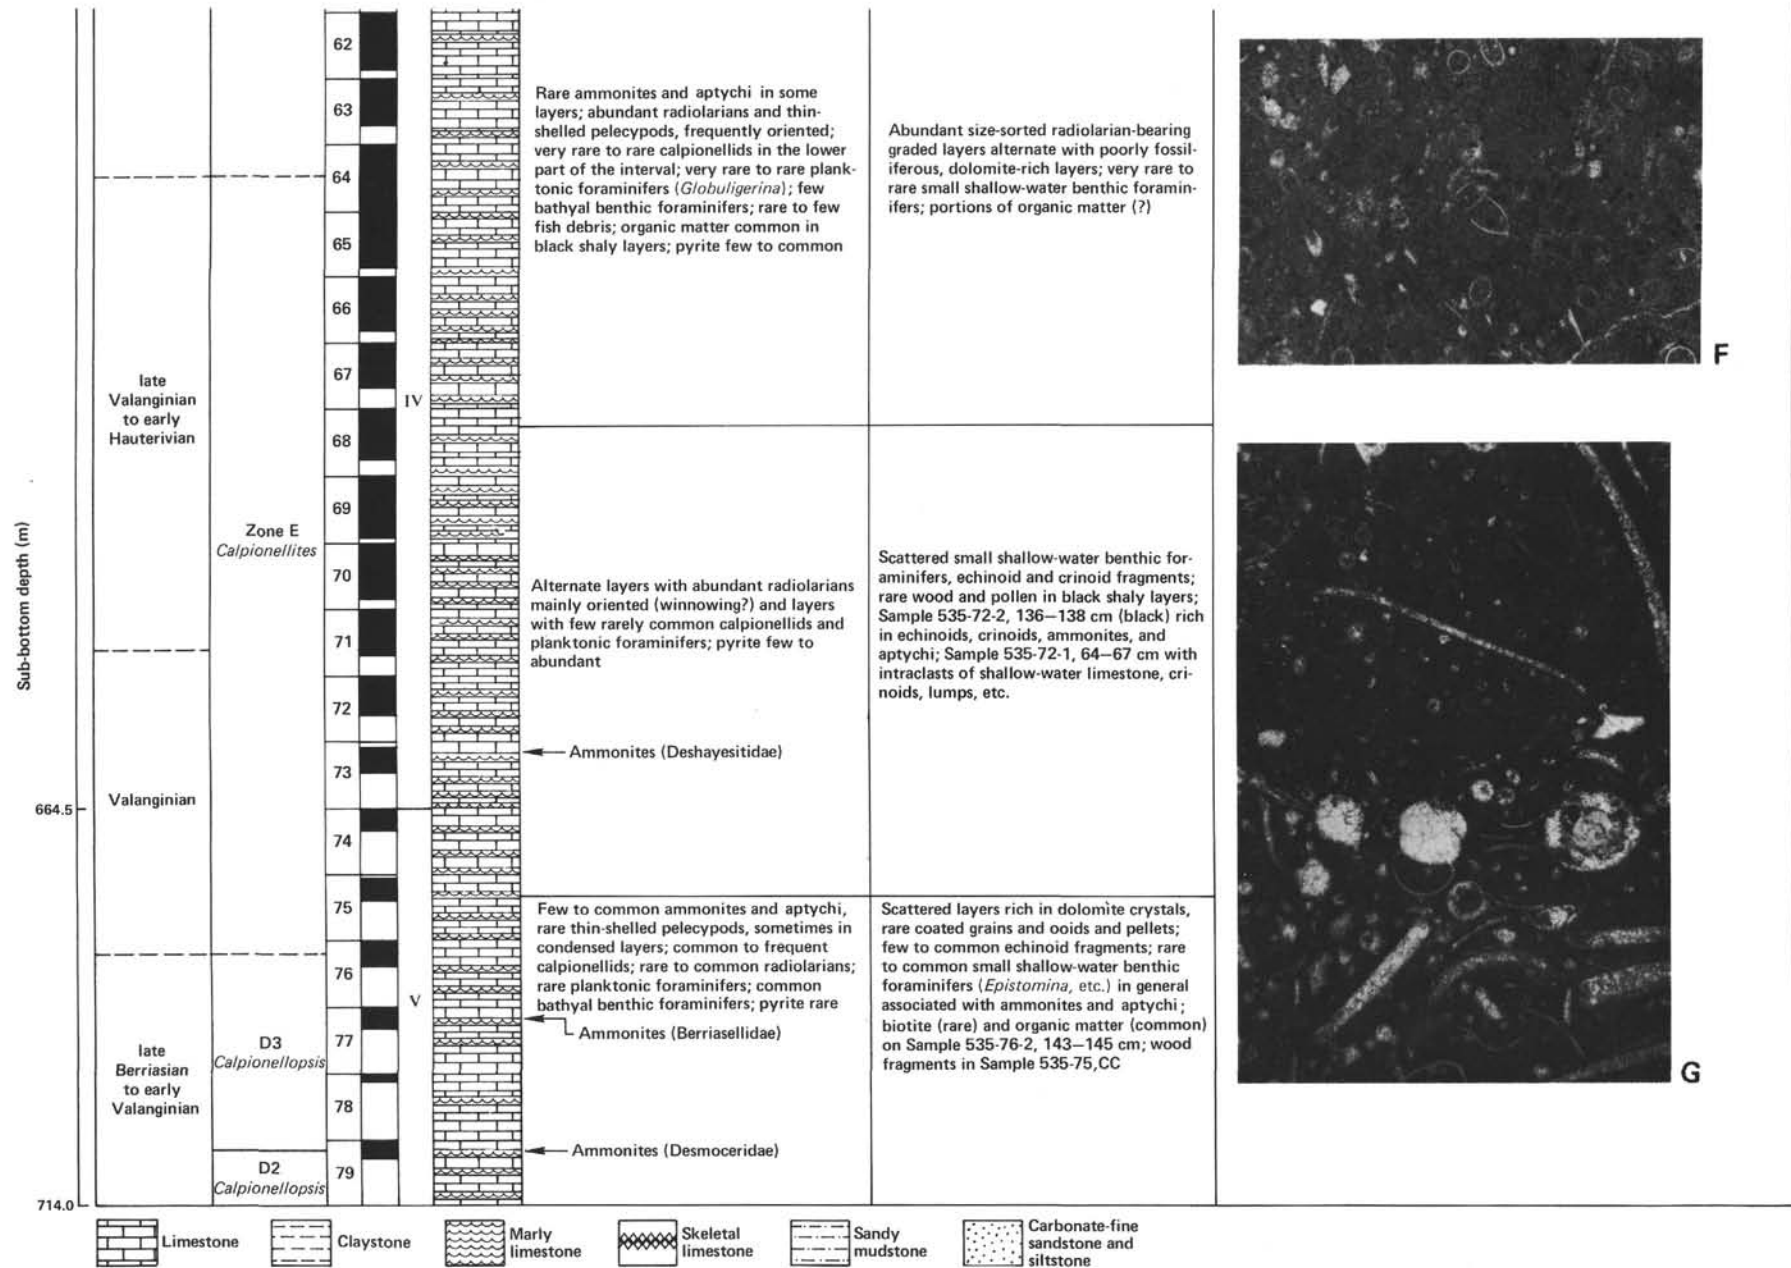 Sub-bottom depth (m)
664.5
714.0
late
Valanginian
to early
Hauterivian
Valanginian
late
Berriasian
to early
Valanginian
Zone E
Calpionellites
D3
Calpionellopsis
D2
Calpionellopsis
62
63
64
65
66
67
68
69
70
71
72
73
74
75
76
77
78
79
IV
V
Rare ammonites and aptychi in some
layers; abundant radiolarians and thin-
shelled pelecypods, frequently oriented;
very rare to rare calpionellids in the lower
part of the interval; very rare to rare plank-
tonic foraminifers (Globuligerina); few
bathyal benthic foraminifers; rare to few
fish debris; organic matter common in
black shaly layers; pyrite few to common
Alternate layers with abundant radiolarians
mainly oriented (winnowing?) and layers
with few rarely common calpionellids and
planktonic foraminifers; pyrite few to
abundant
Ammonites (Deshayesitidae)
Few to common ammonites and aptychi,
rare thin-shelled pelecypods, sometimes in
condensed layers; common to frequent
calpionellids; rare to common radiolarians;
rare planktonic foraminifers; common
bathyal benthic foraminifers; pyrite rare
Ammonites (Berriasellidae)
Ammonites (Desmoceridae)
Abundant size-sorted radiolarian-bearing
graded layers alternate with poorly fossil-
iferous, dolomite-rich layers; very rare to
rare small shallow-water benthic foramin-
ifers; portions of organic matter (?)
Scattered small shallow-water benthic for-
aminifers, echinoid and crinoid fragments;
rare wood and pollen in black shaly layers;
Sample 535-72-2, 136–138 cm (black) rich
in echinoids, crinoids, ammonites, and
aptychi; Sample 535-72-1, 64–67 cm with
intraclasts of shallow-water limestone, cri-
noids, lumps, etc.
Scattered layers rich in dolomite crystals,
rare coated grains and ooids and pellets;
few to common echinoid fragments; rare
to common small shallow-water benthic
foraminifers (Epistomina, etc.) in general
associated with ammonites and aptychi;
biotite (rare) and organic matter (common)
on Sample 535-76-2, 143–145 cm; wood
fragments in Sample 535-75,CC
F
G
Limestone
Claystone
Marly
limestone
Skeletal
limestone
Sandy
mudstone
Carbonate-fine
sandstone and
siltstone